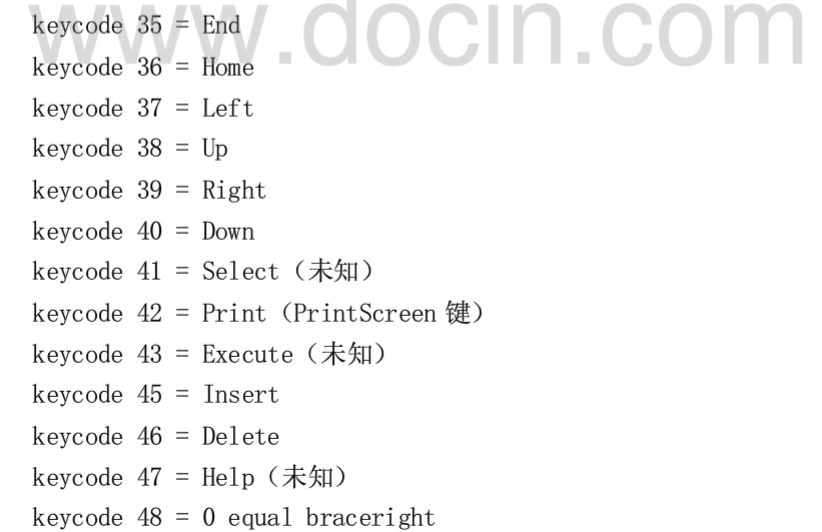 www.docin.com
keycode 35 = End
keycode 36 = Home
keycode 37 = Left
keycode 38 = Up
keycode 39 = Right
keycode 40 = Down
keycode 41 = Select（未知）
keycode 42 = Print（PrintScreen 键）
keycode 43 = Execute（未知）
keycode 45 = Insert
keycode 46 = Delete
keycode 47 = Help（未知）
keycode 48 = 0 equal braceright